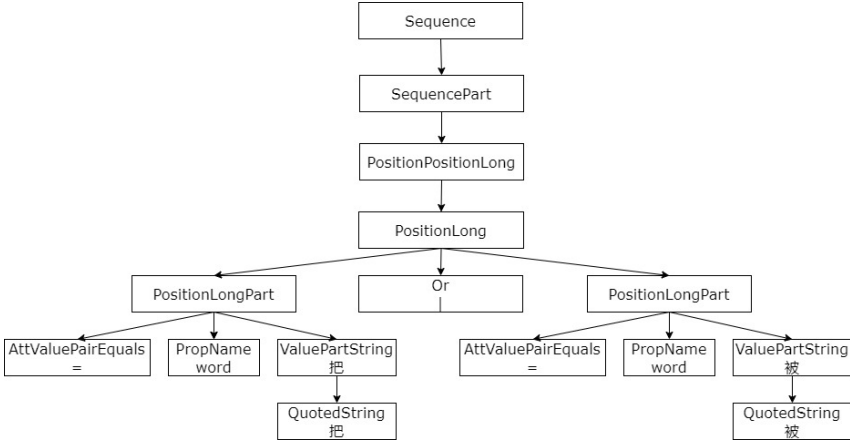 Sequence
SequencePart
PositionPositionLong
PositionLong
PositionLongPart
Or
|
PositionLongPart
AttValuePairEquals
=
PropName
word
ValuePartString
把
AttValuePairEquals
=
PropName
word
ValuePartString
被
QuotedString
把
QuotedString
被